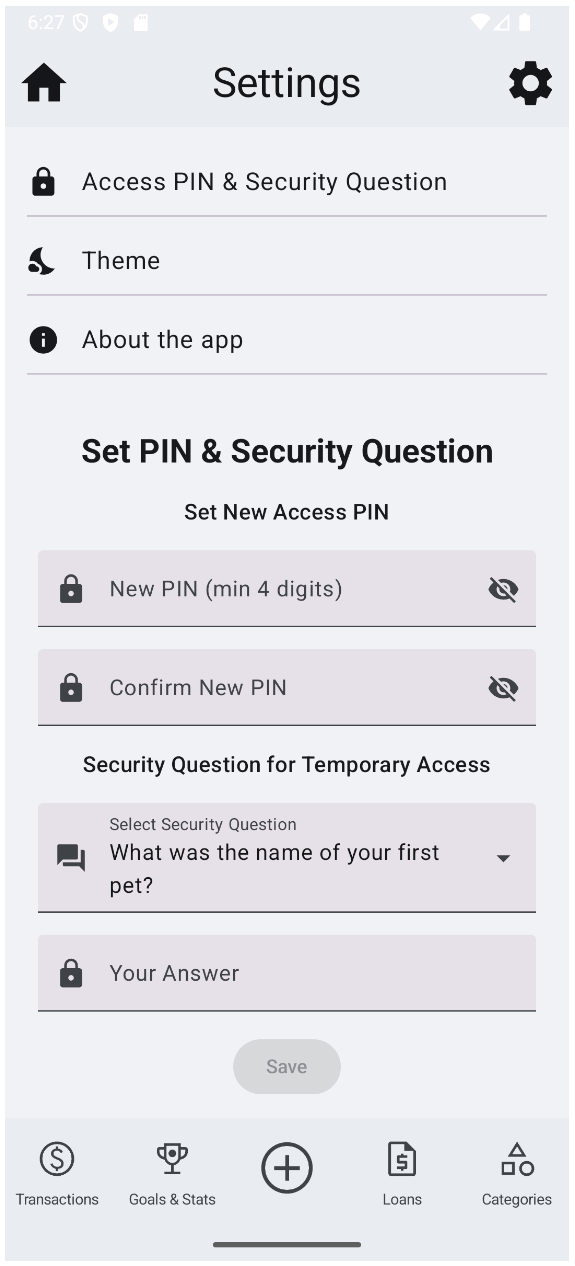 6:27
Settings
Access PIN & Security Question
Theme
About the app
Set PIN & Security Question
Set New Access PIN
New PIN (min 4 digits)
Confirm New PIN
Security Question for Temporary Access
Select Security Question
What was the name of your first
pet?
Your Answer
Save
Transactions
Goals & Stats
Loans
Categories